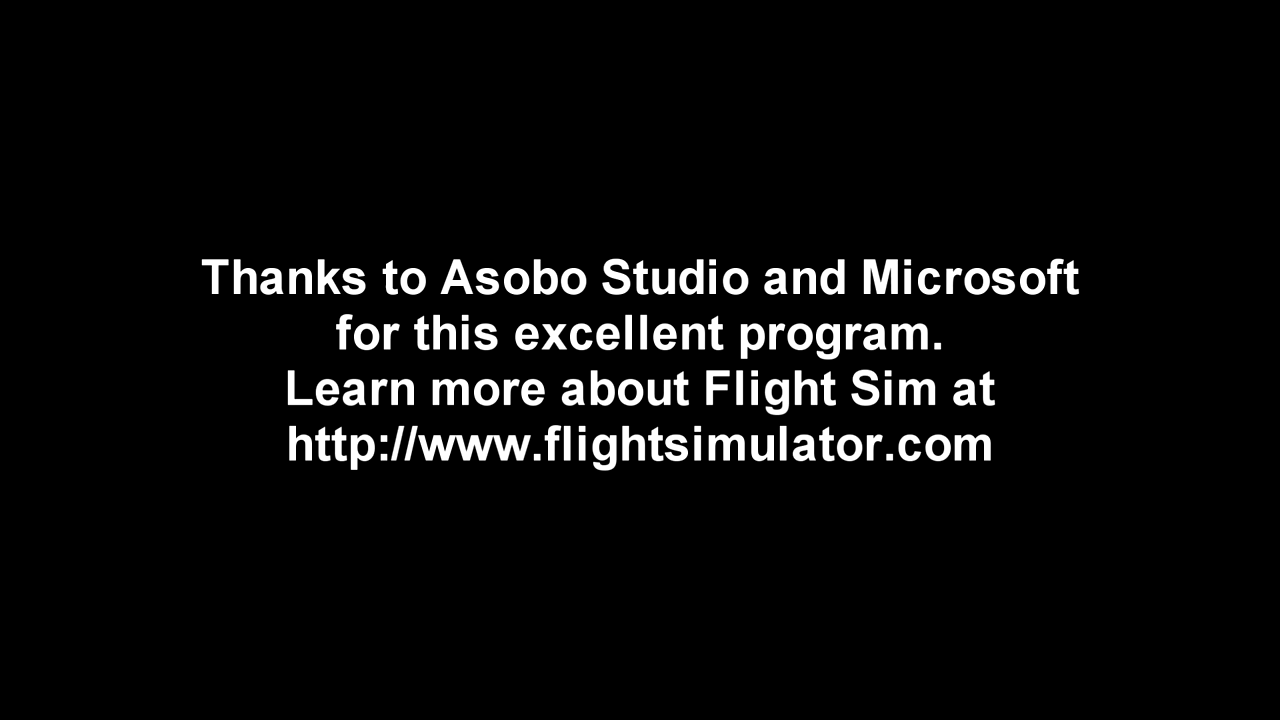 Thanks to Asobo Studio and Microsoft
for this excellent program.
Learn more about Flight Sim at
http://www.flightsimulator.com